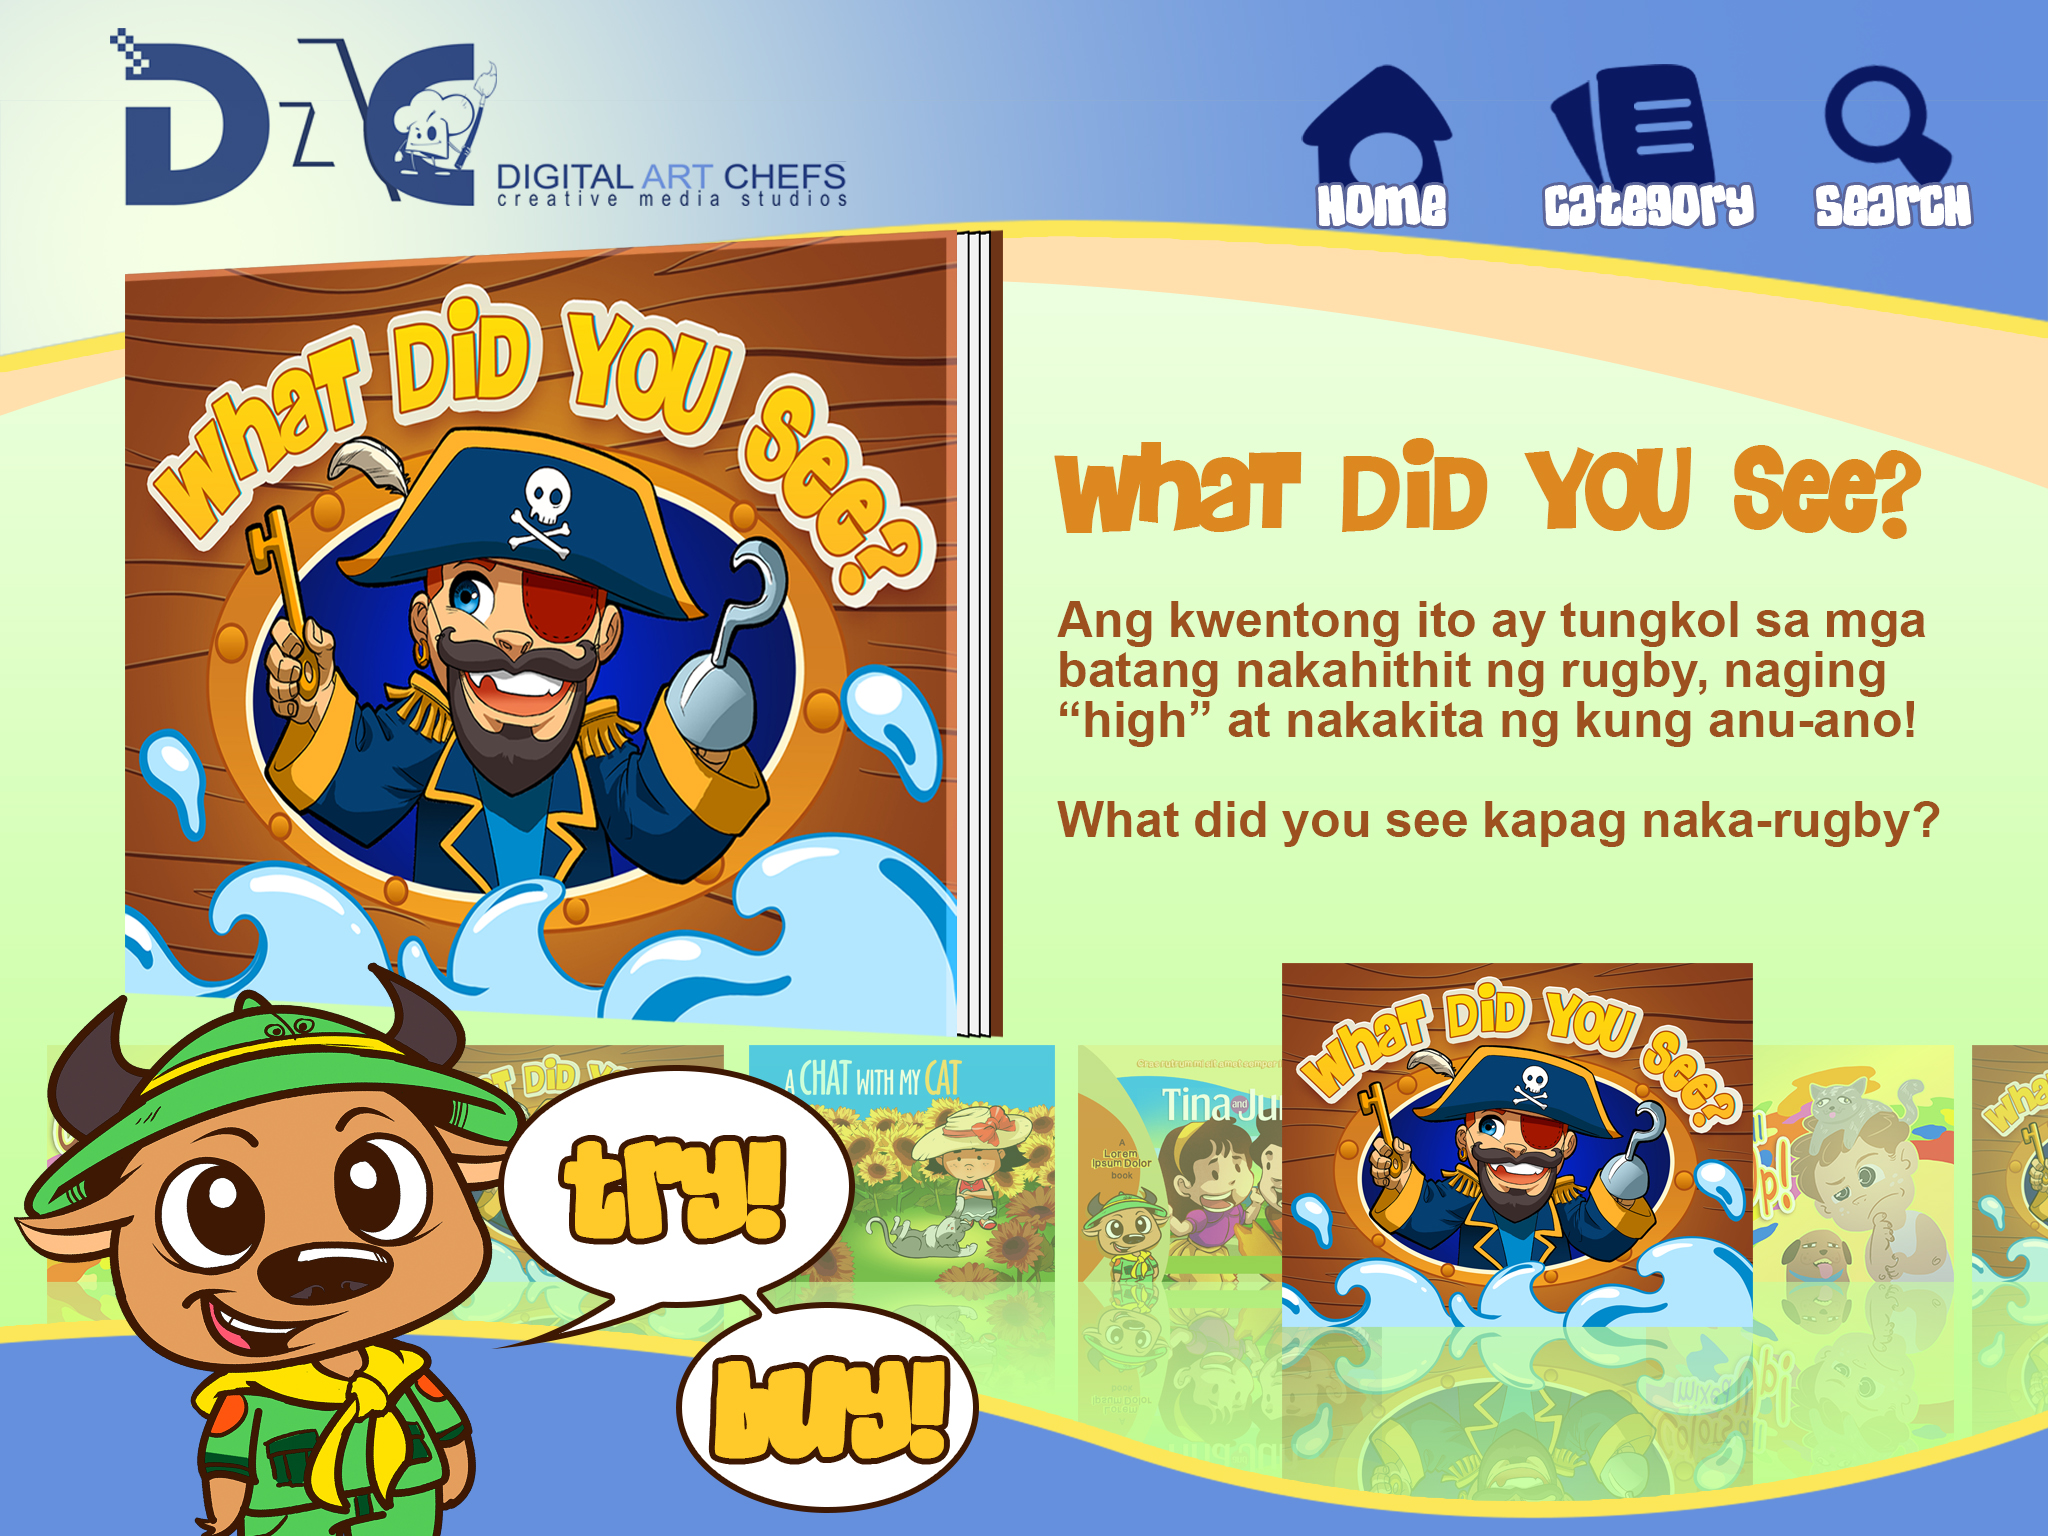 DzC
DIGITAL ART CHEFS
creative media studios
Home
Category
Search
What Did You See?
What Did You See?
Ang kwentong ito ay tungkol sa mga
batang nakahithit ng rugby, naging
“high” at nakakita ng kung anu-ano!
What did you see kapag naka-rugby?
try!
buy!
A CHAT WITH MY CAT
Tina and Ju
A
Lorem
Ipsum Dolor
book
What Did You See?